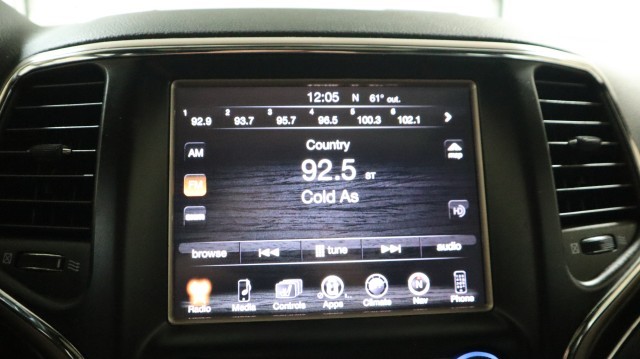 12:05 N 61° out.
1 92.9 2 93.7 3 95.7 4 96.5 5 100.3 6 102.1
Country
AM
map
92.5 ST
FM
Cold As
browse tune audio
Radio Media Controls Apps Climate Nav Phone